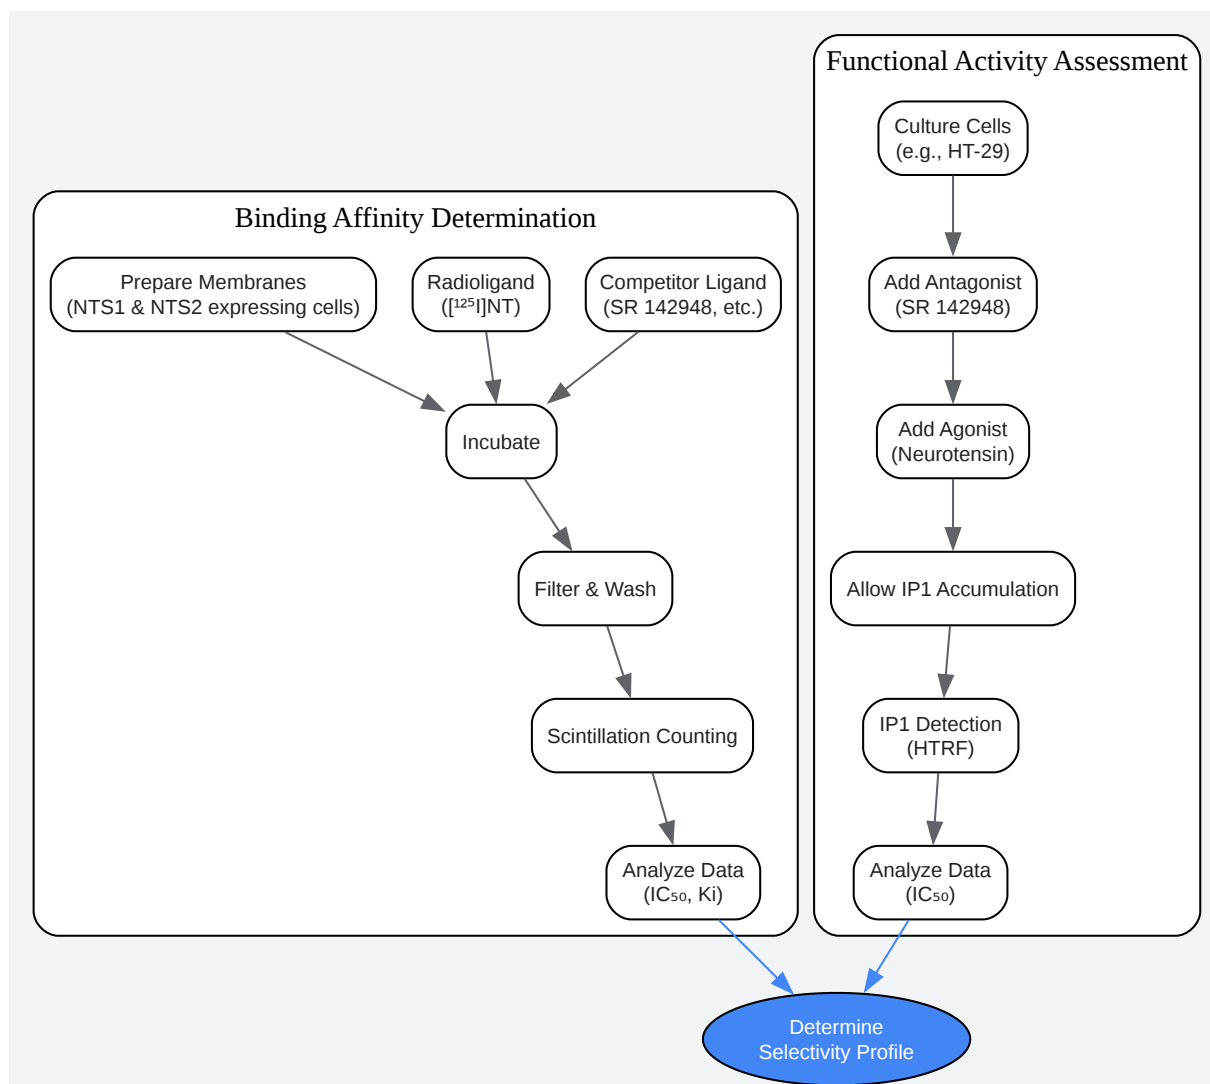 Binding Affinity Determination
Prepare Membranes
(NTS1 & NTS2 expressing cells)
Radioligand
([¹²⁵I]NT)
Competitor Ligand
(SR 142948, etc.)
Incubate
Filter & Wash
Scintillation Counting
Analyze Data
(IC₅₀, Ki)
Functional Activity Assessment
Culture Cells
(e.g., HT-29)
Add Antagonist
(SR 142948)
Add Agonist
(Neurotensin)
Allow IP1 Accumulation
IP1 Detection
(HTRF)
Analyze Data
(IC₅₀)
Determine
Selectivity Profile